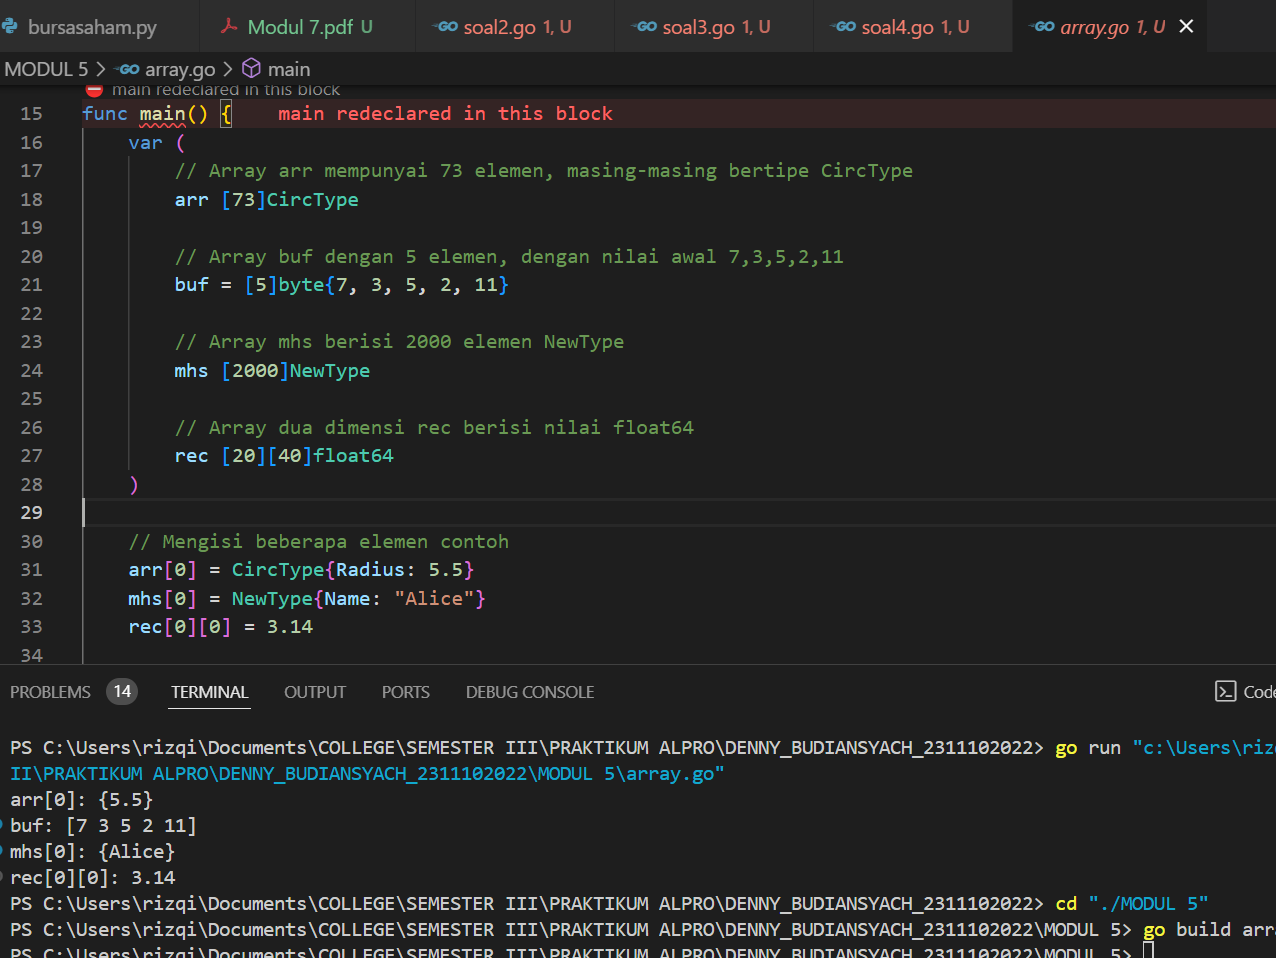 bursasaham.py Modul 7.pdf U soal2.go 1, U soal3.go 1, U soal4.go 1, U array.go 1, U
MODUL 5 > array.go > main
main redeclared in this block
15 func main() { main redeclared in this block
16 var (
17 // Array arr mempunyai 73 elemen, masing-masing bertipe CircType
18 arr [73]CircType
19
20 // Array buf dengan 5 elemen, dengan nilai awal 7,3,5,2,11
21 buf = [5]byte{7, 3, 5, 2, 11}
22
23 // Array mhs berisi 2000 elemen NewType
24 mhs [2000]NewType
25
26 // Array dua dimensi rec berisi nilai float64
27 rec [20][40]float64
28 )
29
30 // Mengisi beberapa elemen contoh
31 arr[0] = CircType{Radius: 5.5}
32 mhs[0] = NewType{Name: "Alice"}
33 rec[0][0] = 3.14
34
PROBLEMS 14 TERMINAL OUTPUT PORTS DEBUG CONSOLE Code
PS C:\Users\rizqi\Documents\COLLEGE\SEMESTER III\PRAKTIKUM ALPRO\DENNY_BUDIANSYACH_2311102022> go run "c:\Users\riz
II\PRAKTIKUM ALPRO\DENNY_BUDIANSYACH_2311102022\MODUL 5\array.go"
arr[0]: {5.5}
buf: [7 3 5 2 11]
mhs[0]: {Alice}
rec[0][0]: 3.14
PS C:\Users\rizqi\Documents\COLLEGE\SEMESTER III\PRAKTIKUM ALPRO\DENNY_BUDIANSYACH_2311102022> cd "./MODUL 5"
PS C:\Users\rizqi\Documents\COLLEGE\SEMESTER III\PRAKTIKUM ALPRO\DENNY_BUDIANSYACH_2311102022\MODUL 5> go build arr
PS C:\Users\rizqi\Documents\COLLEGE\SEMESTER III\PRAKTIKUM ALPRO\DENNY_BUDIANSYACH_2311102022\MODUL 5>